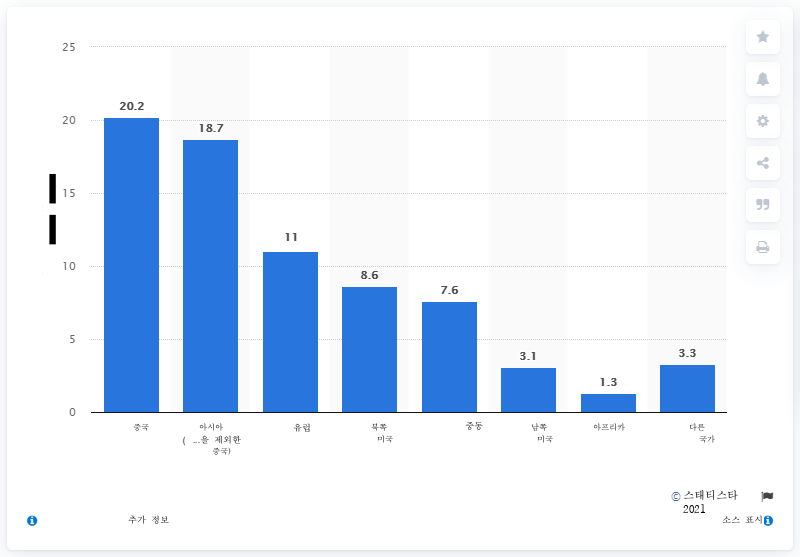 25
20.2
20
18.7
15
11
10
8.6
7.6
5
3.1
1.3
3.3
0
중국
아시아
( ...을 제외한
중국)
유럽
북쪽
미국
중동
남쪽
미국
아프리카
다른
국가
© 스태티스타
2021
추가 정보
소스 표시